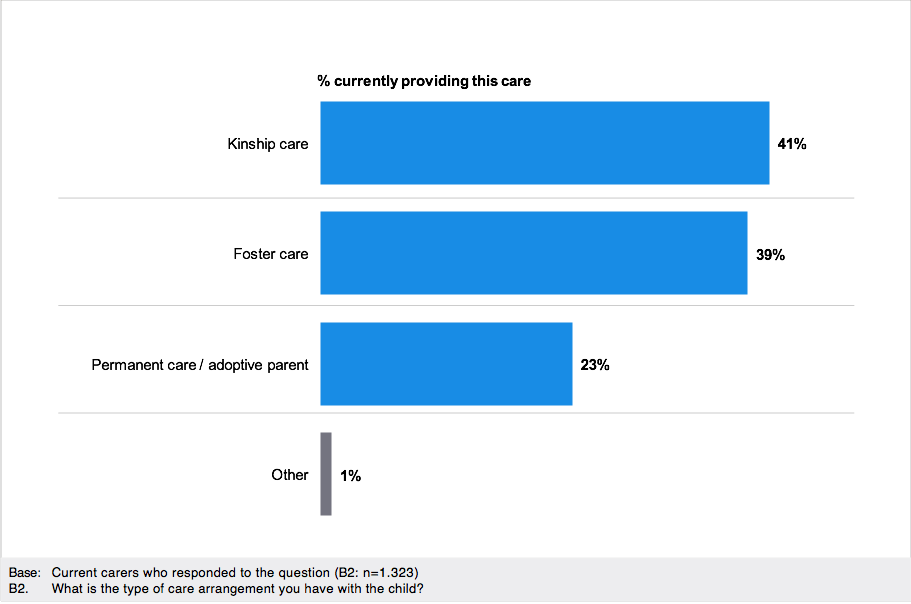 % currently providing this care
Kinship care 41%
Foster care 39%
Permanent care / adoptive parent 23%
Other 1%
Base: Current carers who responded to the question (B2: n=1.323)
B2. What is the type of care arrangement you have with the child?